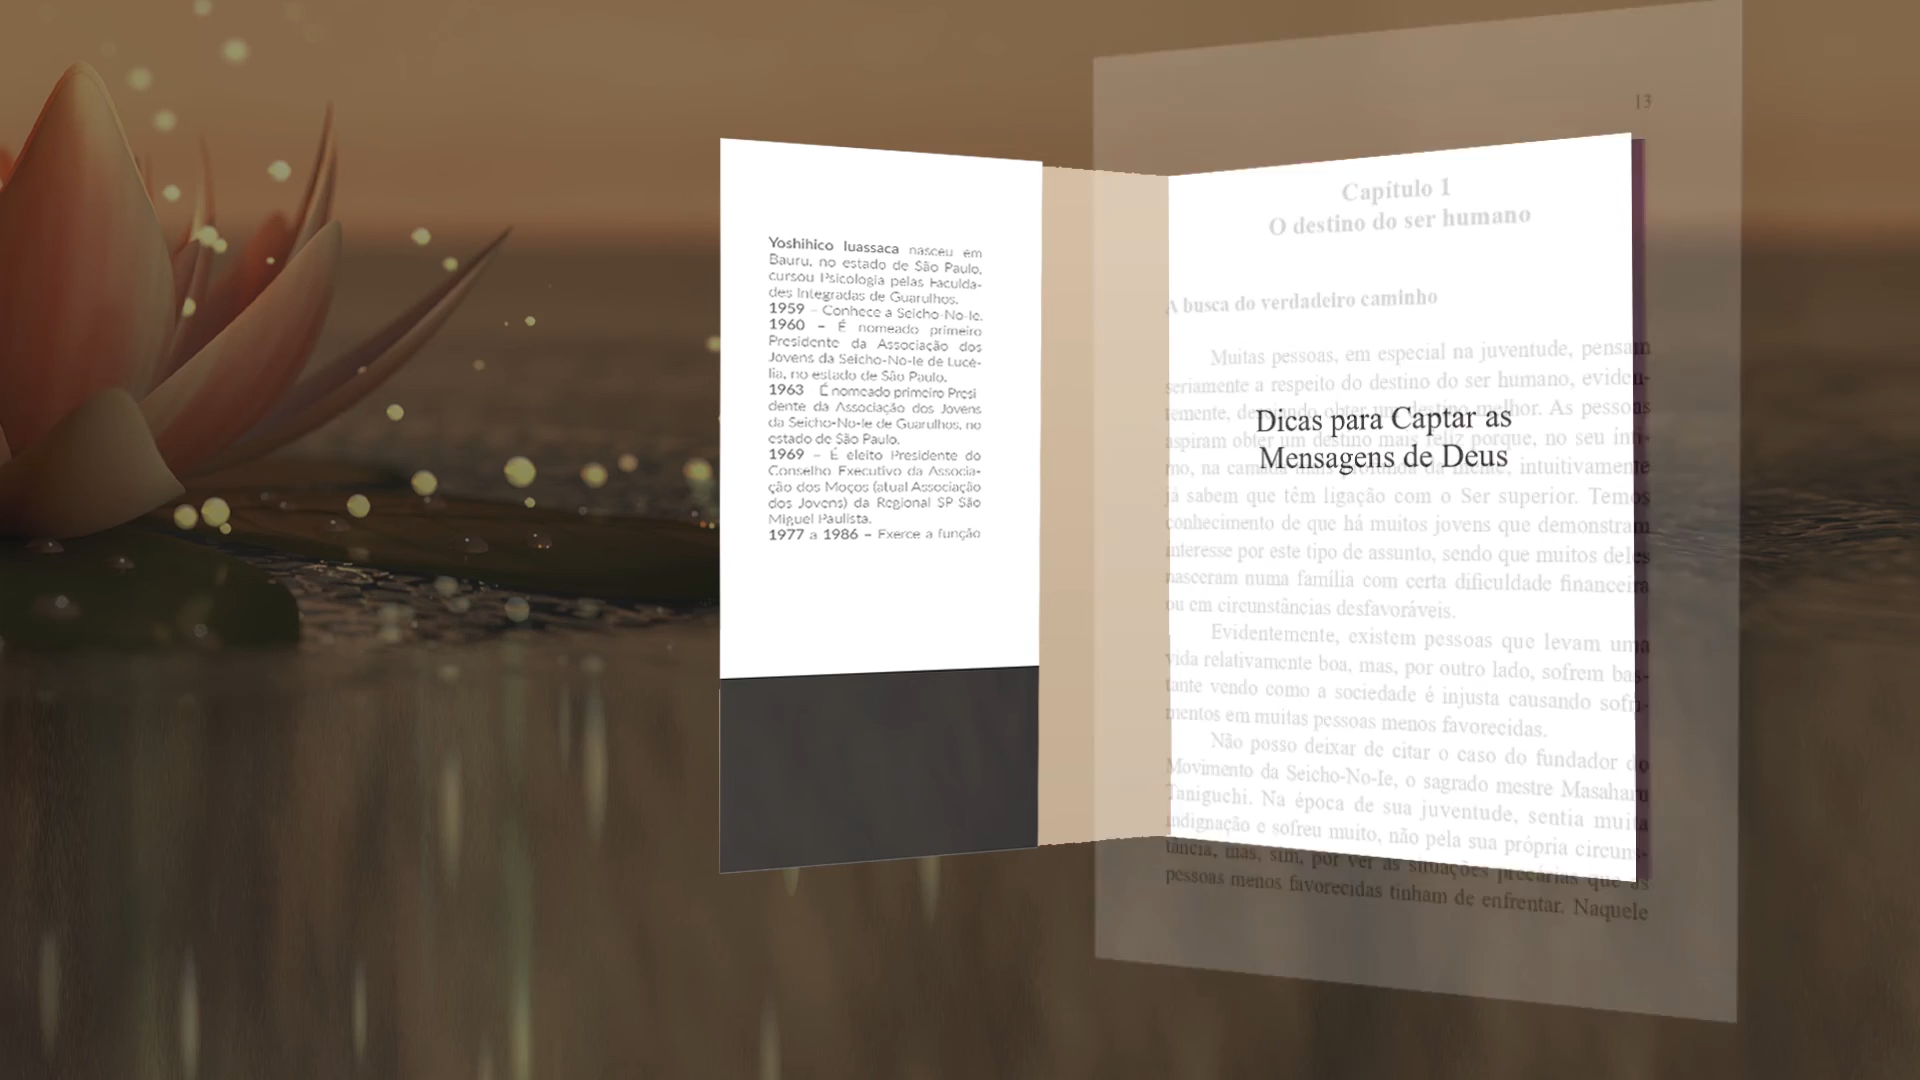 Yoshihico Iuassaca nasceu em
Bauru, no estado de São Paulo,
cursou Psicologia pelas Faculda-
des Integradas de Guarulhos.
1959 – Conhece a Seicho-No-Ie.
1960 – É nomeado primeiro
Presidente da Associação dos
Jovens da Seicho-No-Ie de Lucé-
lia, no estado de São Paulo.
1963 É nomeado primeiro Presi
dente da Associação dos Jovens
da Seicho-No-Ie de Guarulhos, no
estado de São Paulo.
1969 – É eleito Presidente do
Conselho Executivo da Associa-
ção dos Moços (atual Associação
dos Jovens) da Regional SP São
Miguel Paulista.
1977 a 1986 – Exerce a função
Dicas para Captar as
Mensagens de Deus
13
Capítulo 1
O destino do ser humano
A busca do verdadeiro caminho
Muitas pessoas, em especial na juventude, pensam
seriamente a respeito do destino do ser humano, eviden-
temente, desejando obter um destino melhor. As pessoas
aspiram obter um destino mais feliz porque, no seu ínti-
mo, na camada mais profunda da mente, intuitivamente
já sabem que têm ligação com o Ser superior. Temos
conhecimento de que há muitos jovens que demonstram
interesse por este tipo de assunto, sendo que muitos deles
nasceram numa família com certa dificuldade financeira
ou em circunstâncias desfavoráveis.
Evidentemente, existem pessoas que levam uma
vida relativamente boa, mas, por outro lado, sofrem bas-
tante vendo como a sociedade é injusta causando sofri-
mentos em muitas pessoas menos favorecidas.
Não posso deixar de citar o caso do fundador do
Movimento da Seicho-No-Ie, o sagrado mestre Masaharu
Taniguchi. Na época de sua juventude, sentia muita
indignação e sofreu muito, não pela sua própria circuns-
tância, mas, sim, por ver as situações precárias que as
pessoas menos favorecidas tinham de enfrentar. Naquele